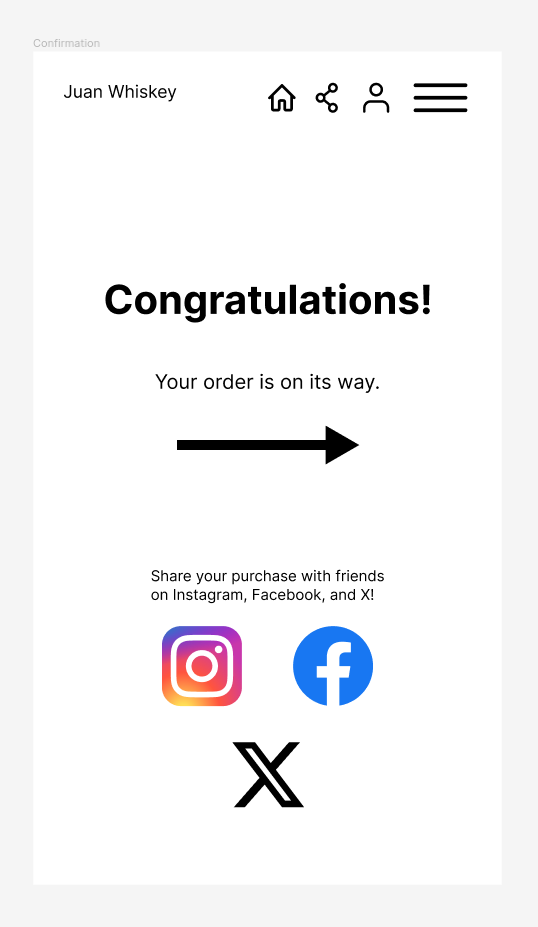 Confirmation
Juan Whiskey
Congratulations!
Your order is on its way.
Share your purchase with friends
on Instagram, Facebook, and X!